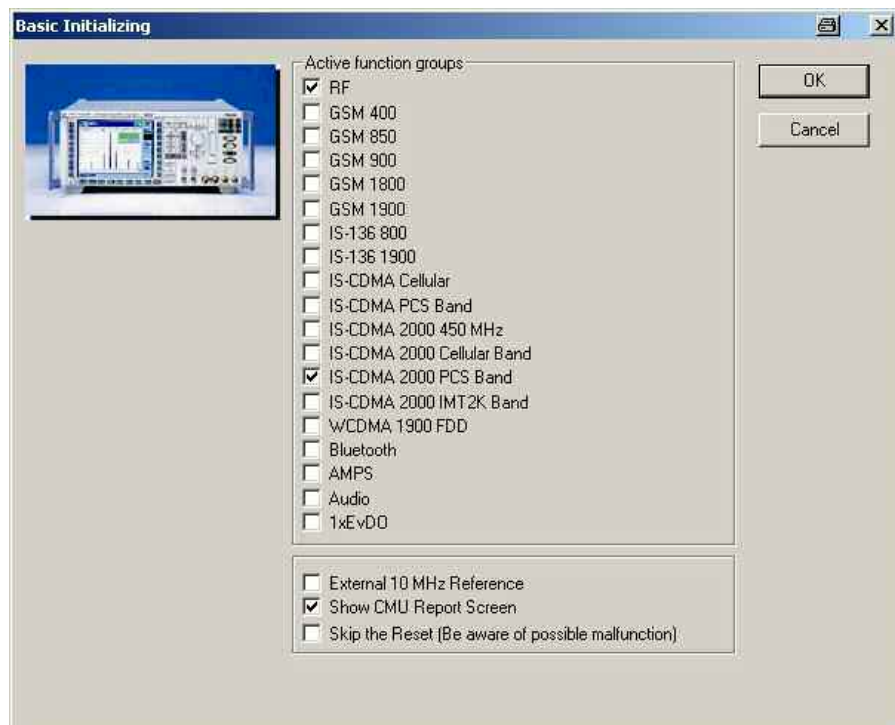 Basic Initializing
Active function groups
RF
GSM 400
GSM 850
GSM 900
GSM 1800
GSM 1900
IS-136 800
IS-136 1900
IS-CDMA Cellular
IS-CDMA PCS Band
IS-CDMA 2000 450 MHz
IS-CDMA 2000 Cellular Band
IS-CDMA 2000 PCS Band
IS-CDMA 2000 IMT2K Band
WCDMA 1900 FDD
Bluetooth
AMPS
Audio
1xEvDO
External 10 MHz Reference
Show CMU Report Screen
Skip the Reset (Be aware of possible malfunction)
OK
Cancel